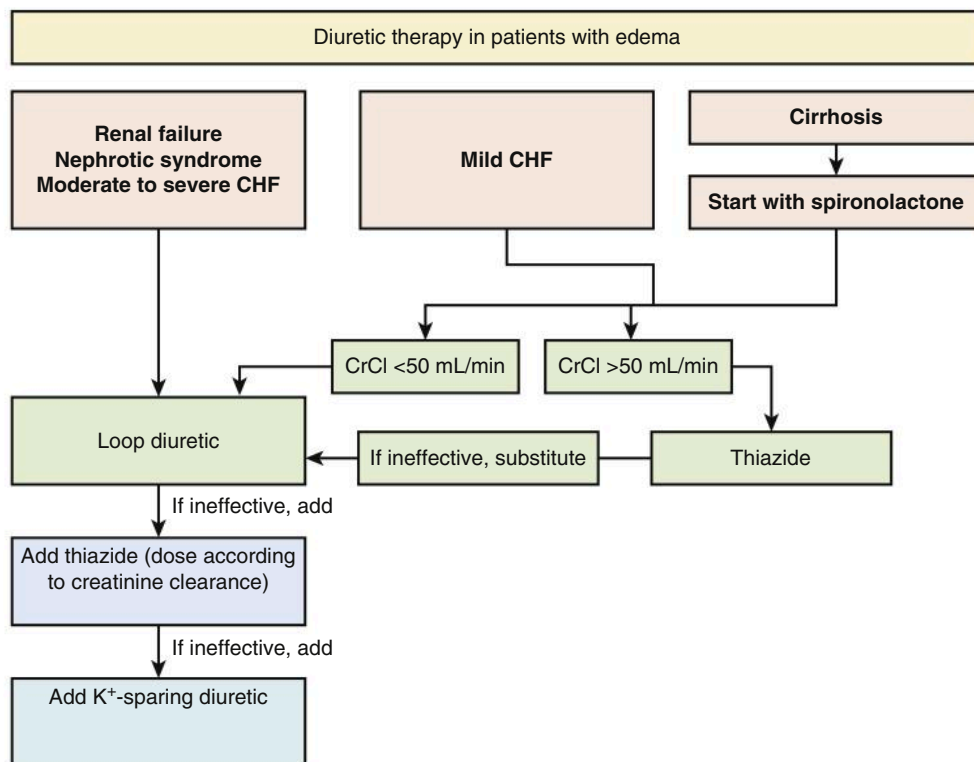 Diuretic therapy in patients with edema
Renal failure
Nephrotic syndrome
Moderate to severe CHF
Mild CHF
Cirrhosis
Start with spironolactone
CrCl <50 mL/min
CrCl >50 mL/min
Loop diuretic
If ineffective, substitute
Thiazide
If ineffective, add
Add thiazide (dose according
to creatinine clearance)
If ineffective, add
Add K⁺-sparing diuretic